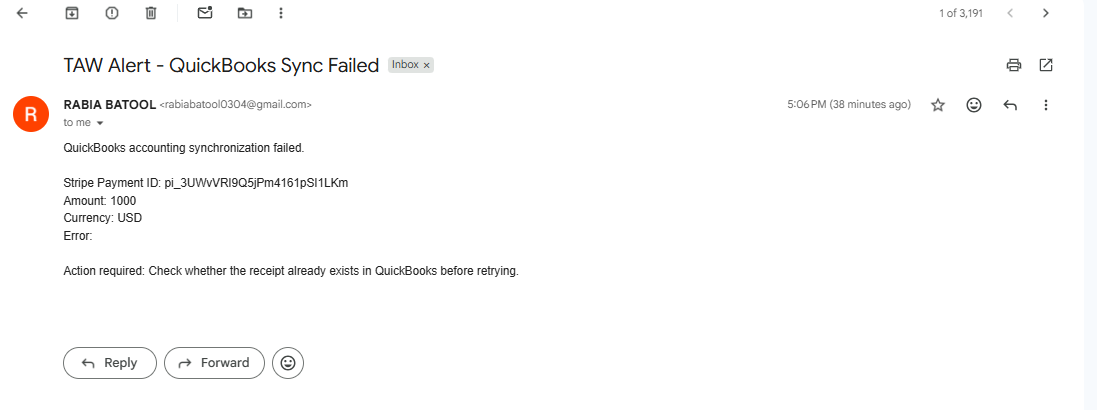 1 of 3,191
TAW Alert - QuickBooks Sync Failed Inbox ×
R
RABIA BATOOL <rabiabatool0304@gmail.com> 5:06 PM (38 minutes ago)
to me
QuickBooks accounting synchronization failed.
Stripe Payment ID: pi_3UWvVRI9Q5jPm4161pSI1LKm
Amount: 1000
Currency: USD
Error:
Action required: Check whether the receipt already exists in QuickBooks before retrying.
Reply Forward